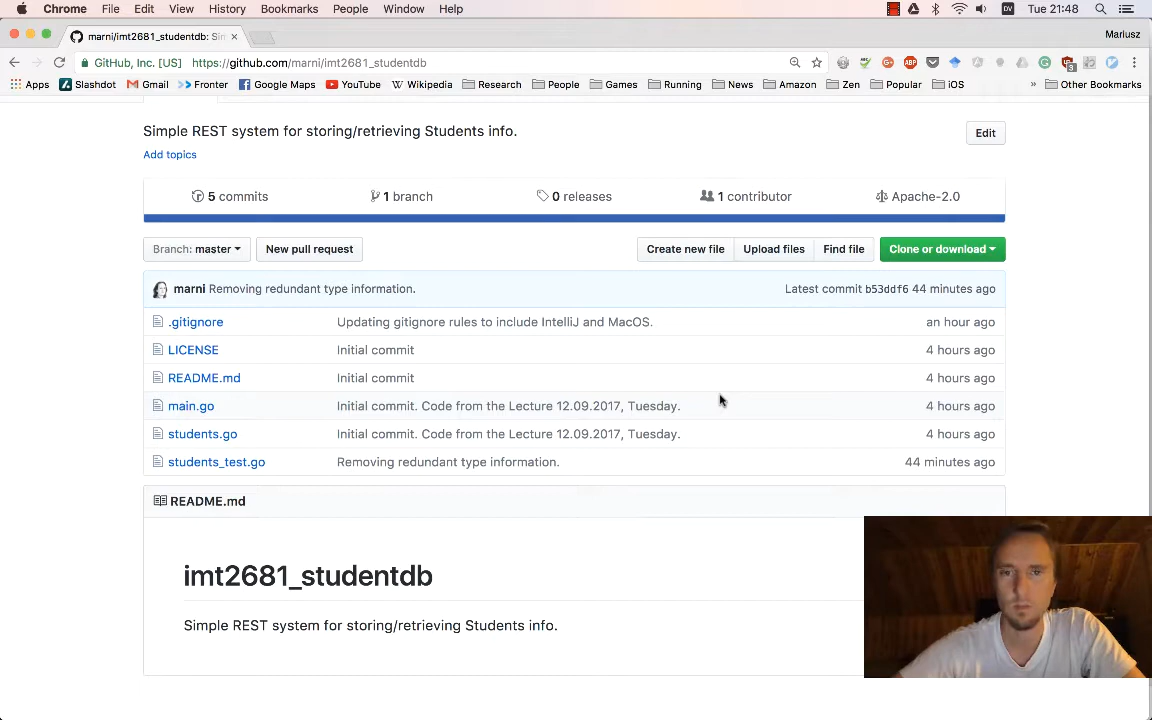 Chrome File Edit View History Bookmarks People Window Help DV Tue 21:48
marni/imt2681_studentdb: Sim Mariusz
GitHub, Inc. [US] https://github.com/marni/imt2681_studentdb
Apps Slashdot Gmail Fronter Google Maps YouTube Wikipedia Research People Games Running News Amazon Zen Popular iOS » Other Bookmarks
Simple REST system for storing/retrieving Students info. Edit
Add topics
5 commits 1 branch 0 releases 1 contributor Apache-2.0
Branch: master New pull request Create new file Upload files Find file Clone or download
marni Removing redundant type information. Latest commit b53ddf6 44 minutes ago
.gitignore Updating gitignore rules to include IntelliJ and MacOS. an hour ago
LICENSE Initial commit 4 hours ago
README.md Initial commit 4 hours ago
main.go Initial commit. Code from the Lecture 12.09.2017, Tuesday. 4 hours ago
students.go Initial commit. Code from the Lecture 12.09.2017, Tuesday. 4 hours ago
students_test.go Removing redundant type information. 44 minutes ago
README.md
imt2681_studentdb
Simple REST system for storing/retrieving Students info.